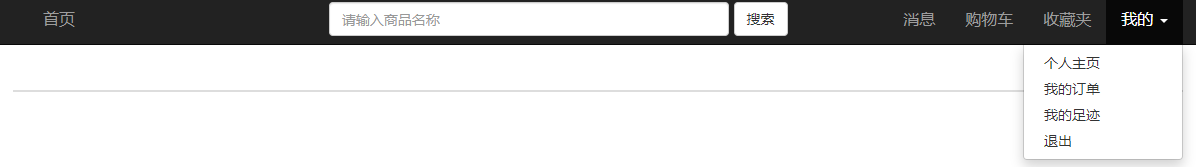 首页 请输入商品名称 搜索 消息 购物车 收藏夹 我的
个人主页
我的订单
我的足迹
退出